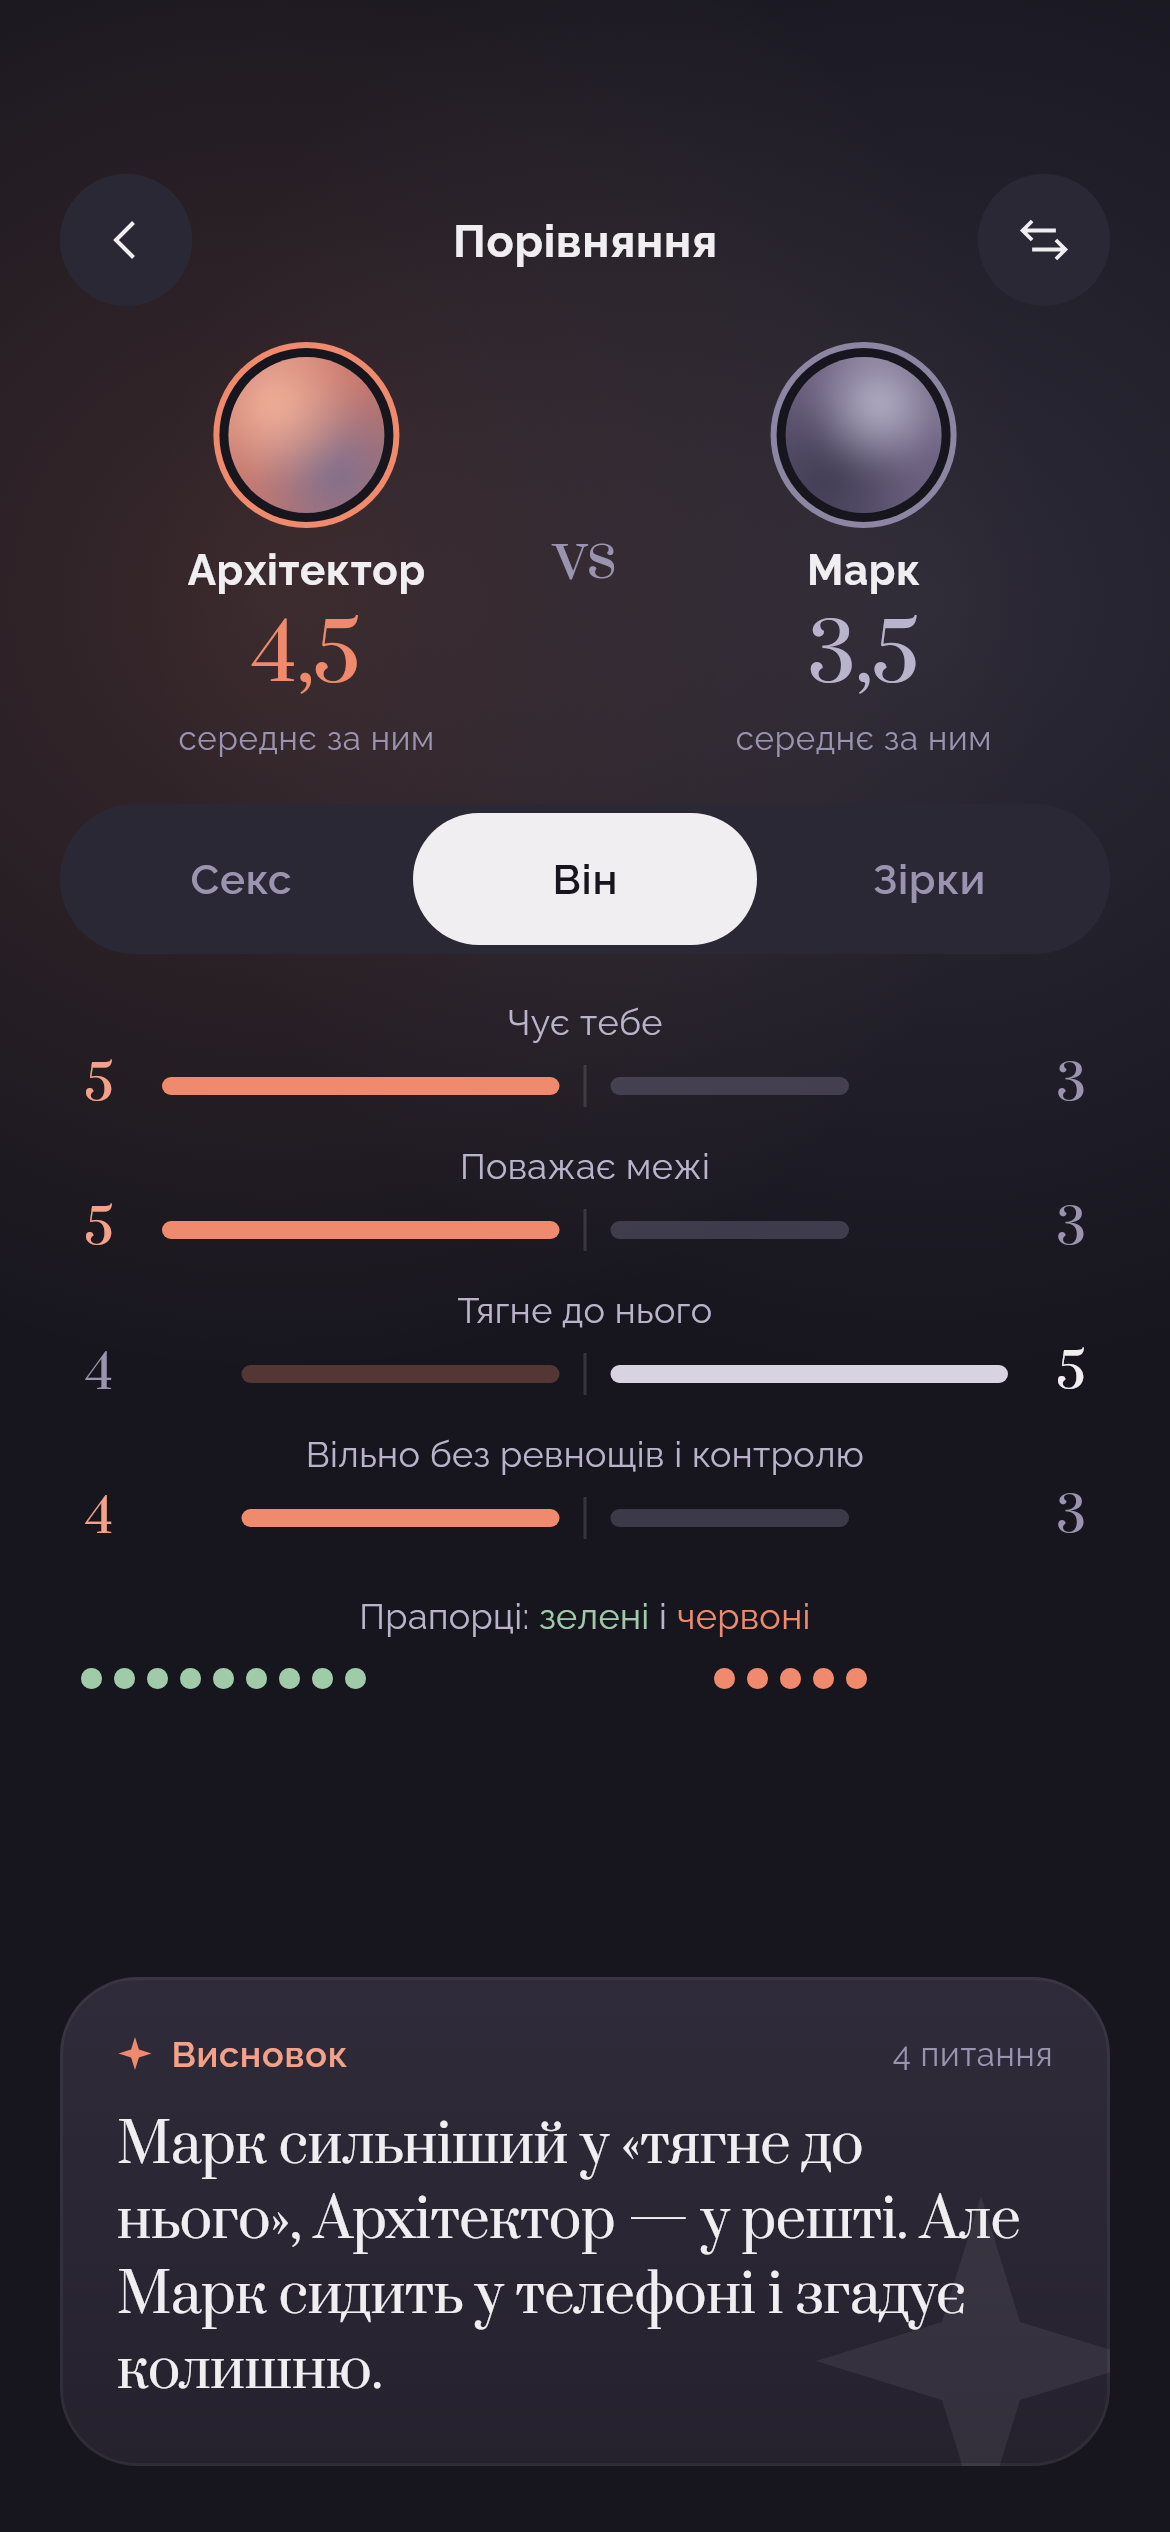 Порівняння
Архітектор
vs
Марк
4,5
3,5
середнє за ним
середнє за ним
Секс
Він
Зірки
Чує тебе
5
3
Поважає межі
5
3
Тягне до нього
4
5
Вільно без ревнощів і контролю
4
3
Прапорці: зелені і червоні
Висновок
4 питання
Марк сильніший у «тягне до
нього», Архітектор — у решті. Але
Марк сидить у телефоні і згадує
колишню.